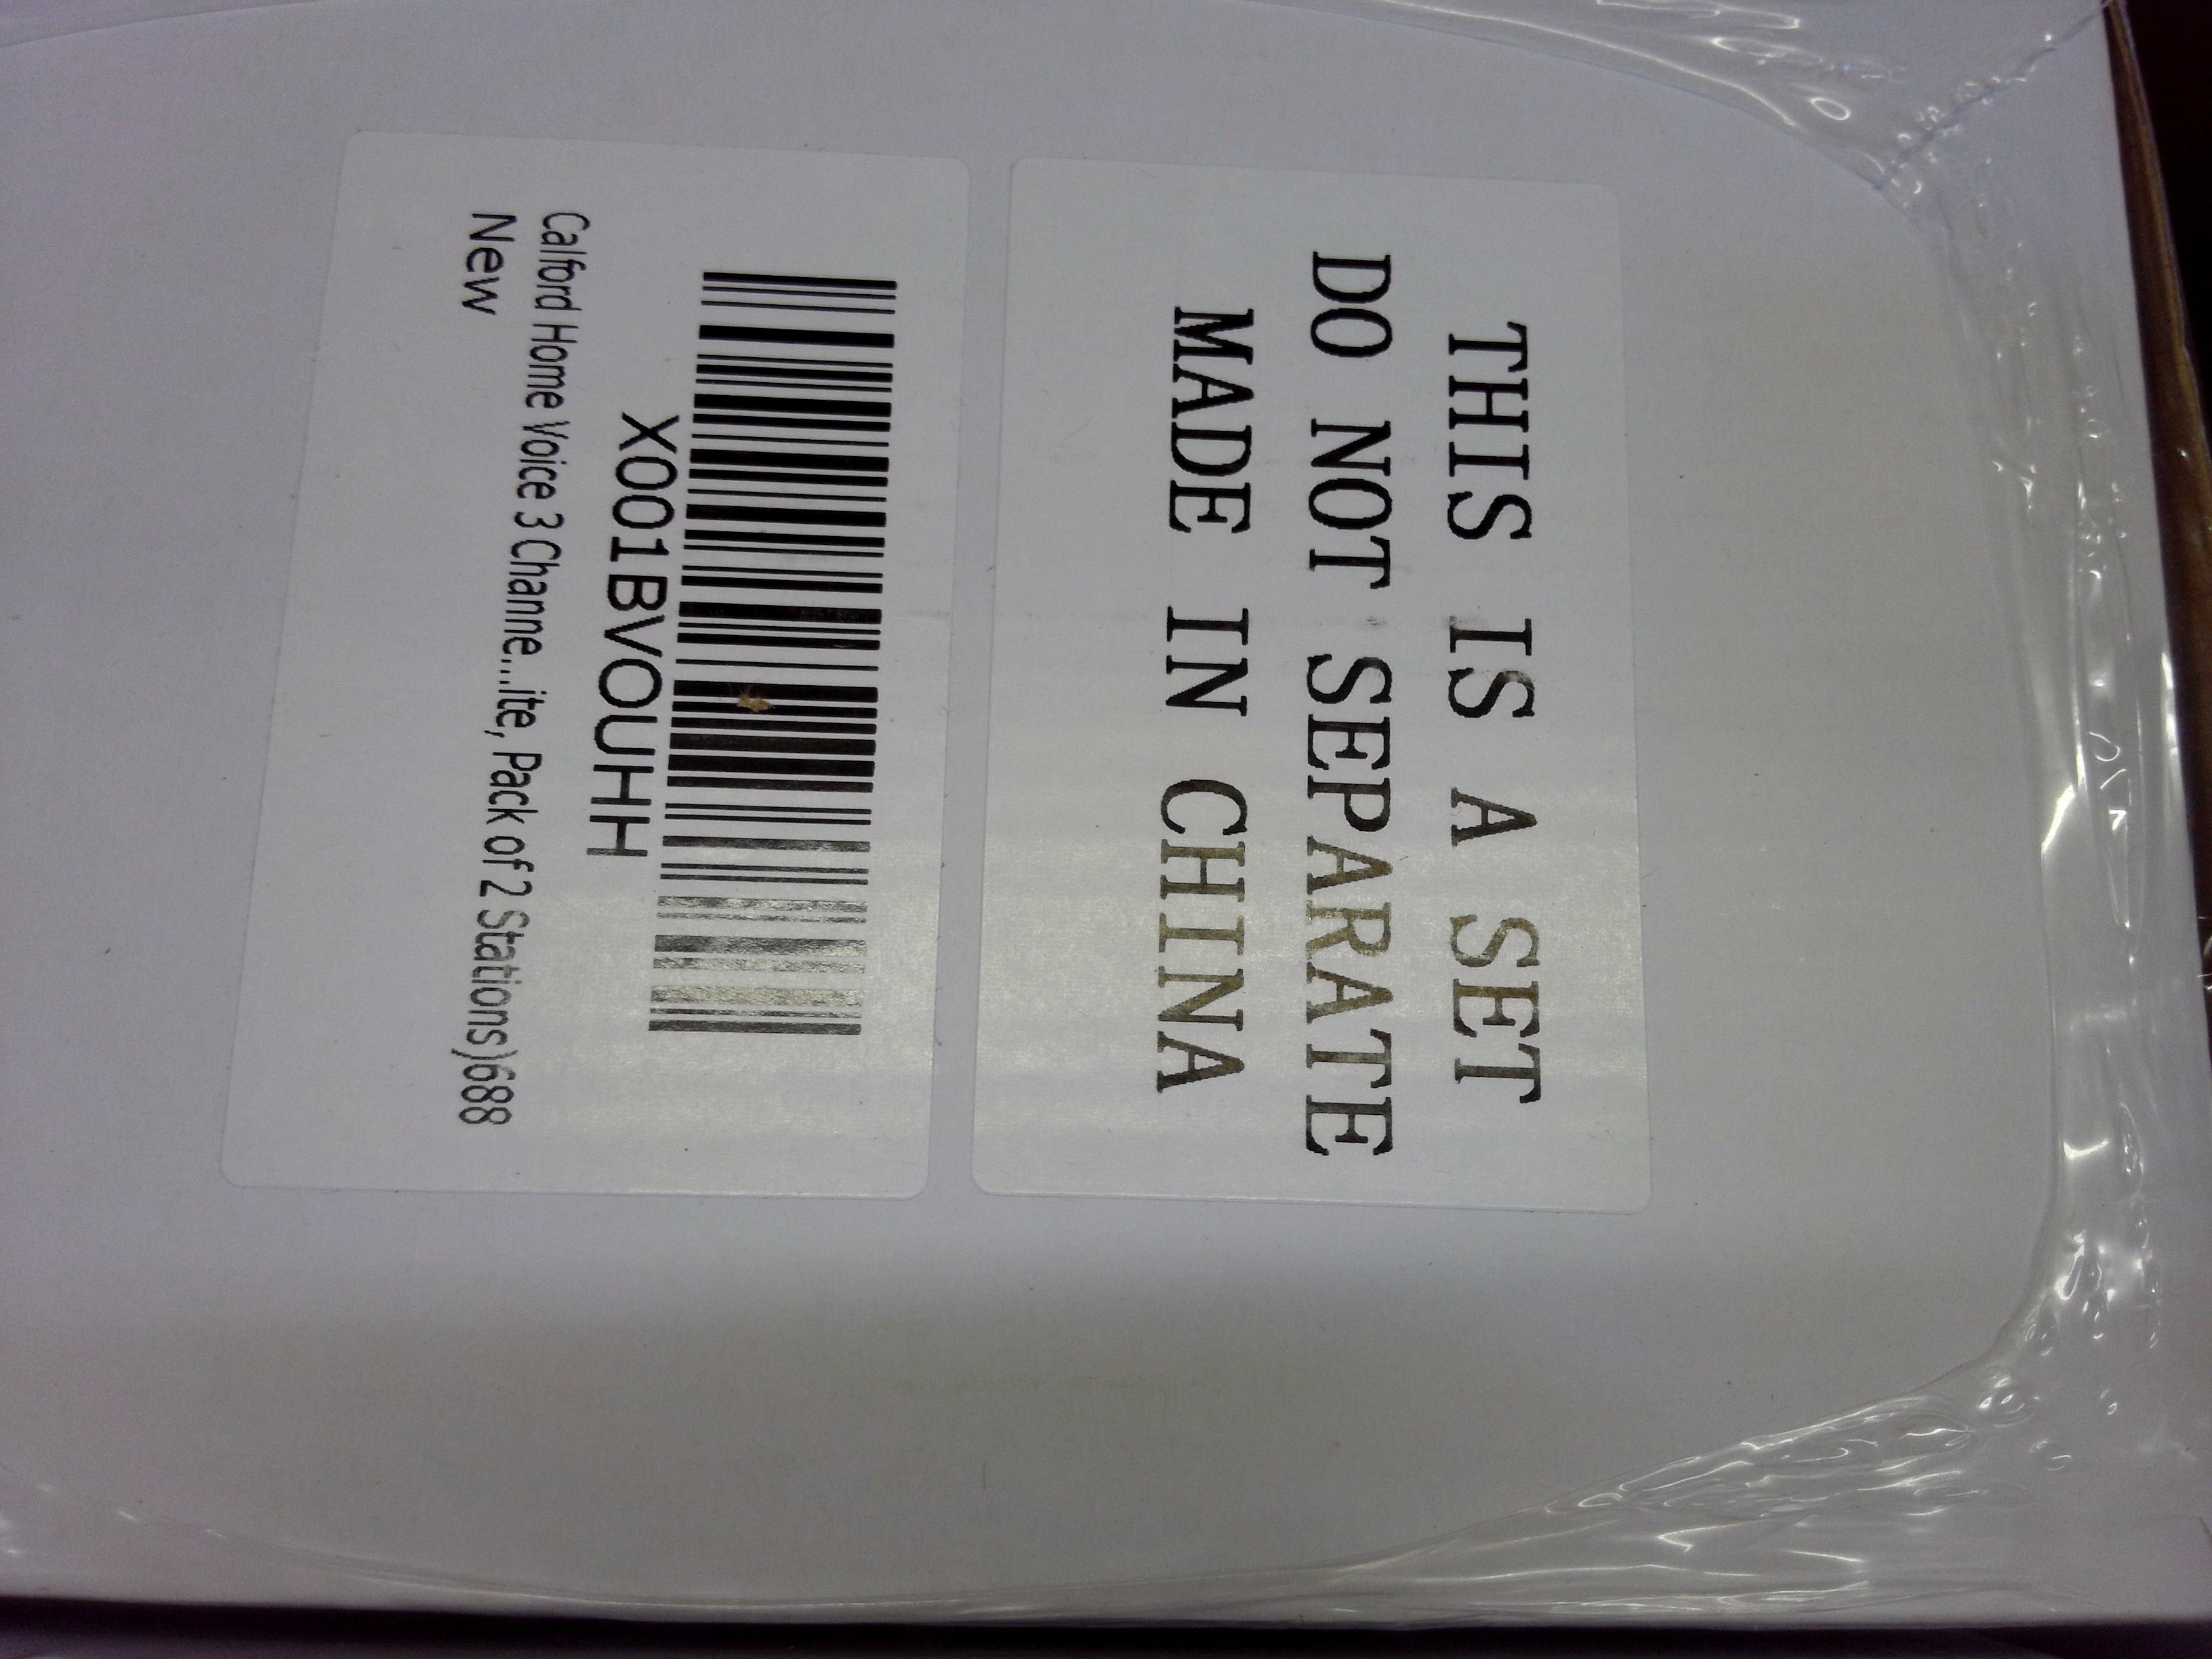 THIS IS A SET
DO NOT SEPARATE
MADE IN CHINA
X001BVOUHH
Calford Home Voice 3 Channe...ite, Pack of 2 Stations)688
New